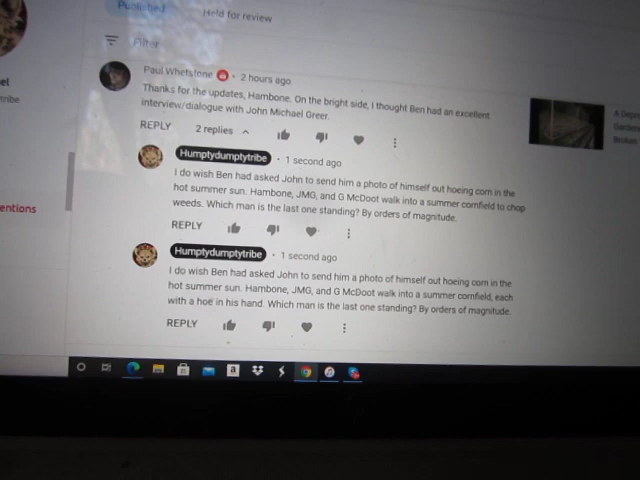 Published
Held for review
Filter
Paul Whetstone · 2 hours ago
Thanks for the updates, Hambone. On the bright side, I thought Ben had an excellent
interview/dialogue with John Michael Greer.
REPLY 2 replies
Humptydumptytribe · 1 second ago
I do wish Ben had asked John to send him a photo of himself out hoeing corn in the
hot summer sun. Hambone, JMG, and G McDoot walk into a summer cornfield to chop
weeds. Which man is the last one standing? By orders of magnitude.
REPLY
Humptydumptytribe · 1 second ago
I do wish Ben had asked John to send him a photo of himself out hoeing corn in the
hot summer sun. Hambone, JMG, and G McDoot walk into a summer cornfield, each
with a hoe in his hand. Which man is the last one standing? By orders of magnitude.
REPLY
el
tribe
entions
A Depre
Broken
a